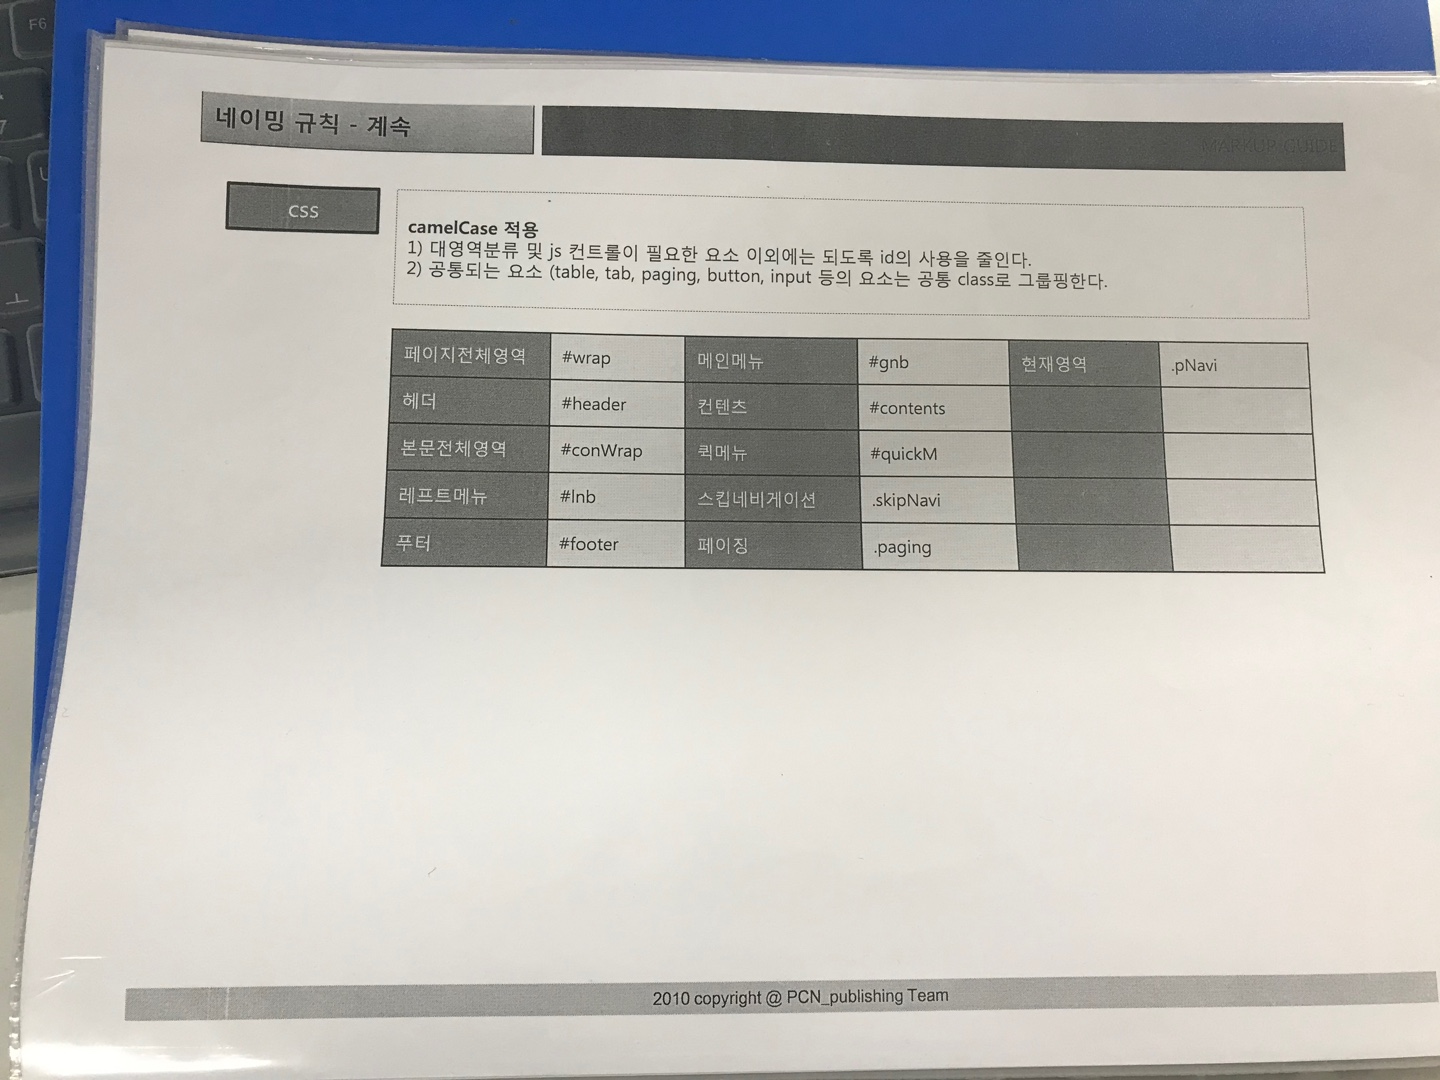 F6
7
ㅗ
네이밍 규칙 - 계속
MARKUP GUIDE
CSS
camelCase 적용
1) 대영역분류 및 js 컨트롤이 필요한 요소 이외에는 되도록 id의 사용을 줄인다.
2) 공통되는 요소 (table, tab, paging, button, input 등의 요소는 공통 class로 그룹핑한다.
페이지전체영역 #wrap 메인메뉴 #gnb 현재영역 .pNavi
헤더 #header 컨텐츠 #contents
본문전체영역 #conWrap 퀵메뉴 #quickM
레프트메뉴 #lnb 스킵네비게이션 .skipNavi
푸터 #footer 페이징 .paging
2010 copyright @ PCN_publishing Team